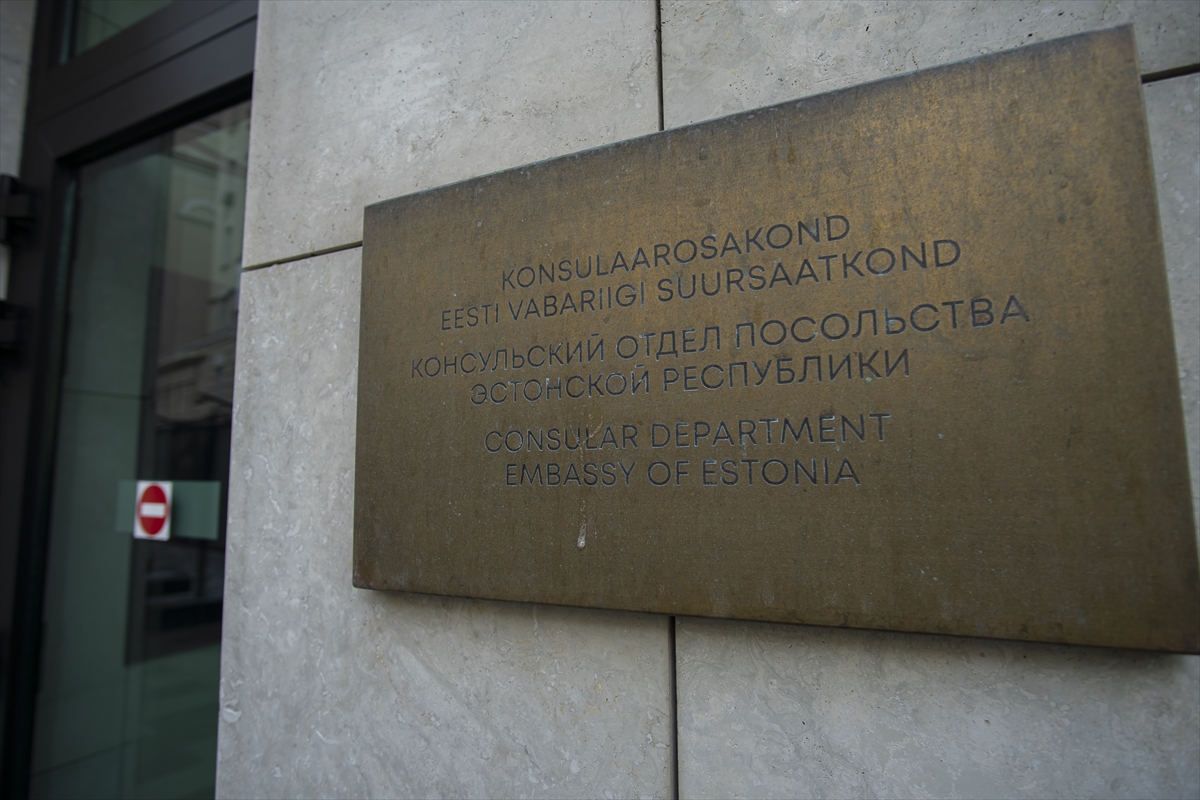 KONSULAAROSAKOND
EESTI VABARIIGI SUURSAATKOND
КОНСУЛЬСКИЙ ОТДЕЛ ПОСОЛЬСТВА
ЭСТОНСКОЙ РЕСПУБЛИКИ
CONSULAR DEPARTMENT
EMBASSY OF ESTONIA